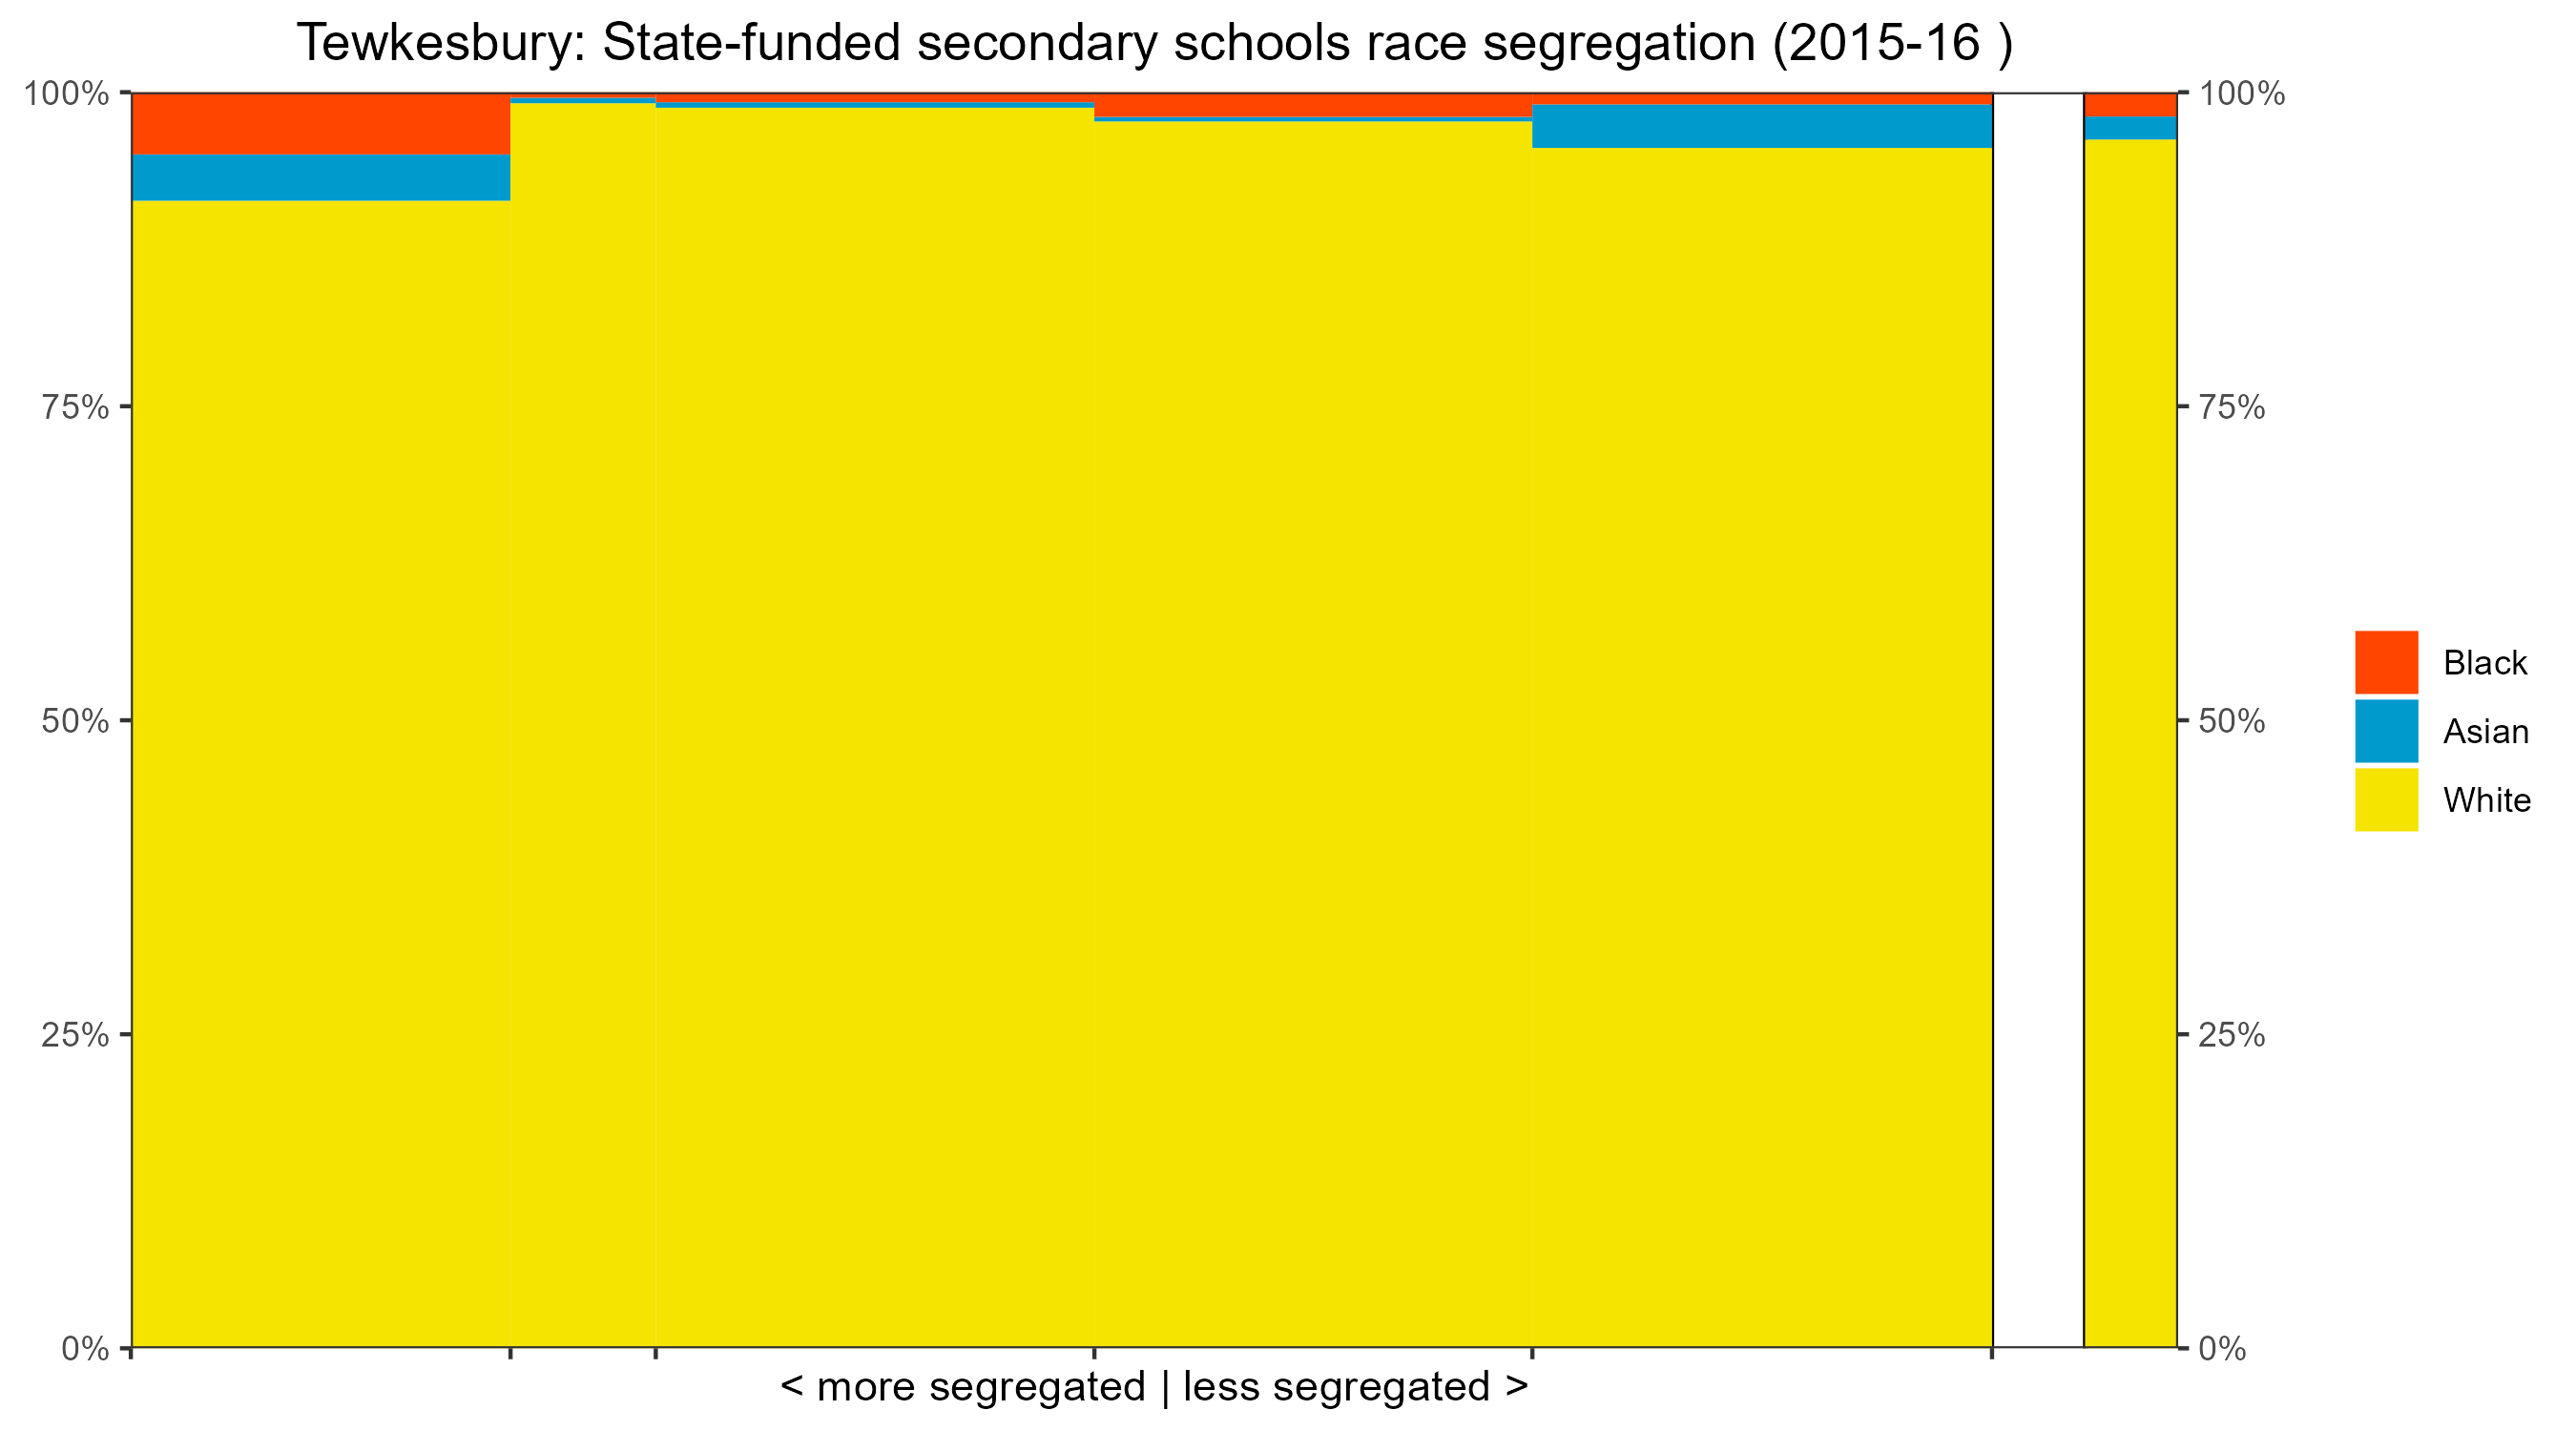 Tewkesbury: State-funded secondary schools race segregation (2015-16 )
100%
75%
50%
25%
0%
100%
75%
50%
25%
0%
Black
Asian
White
< more segregated | less segregated >